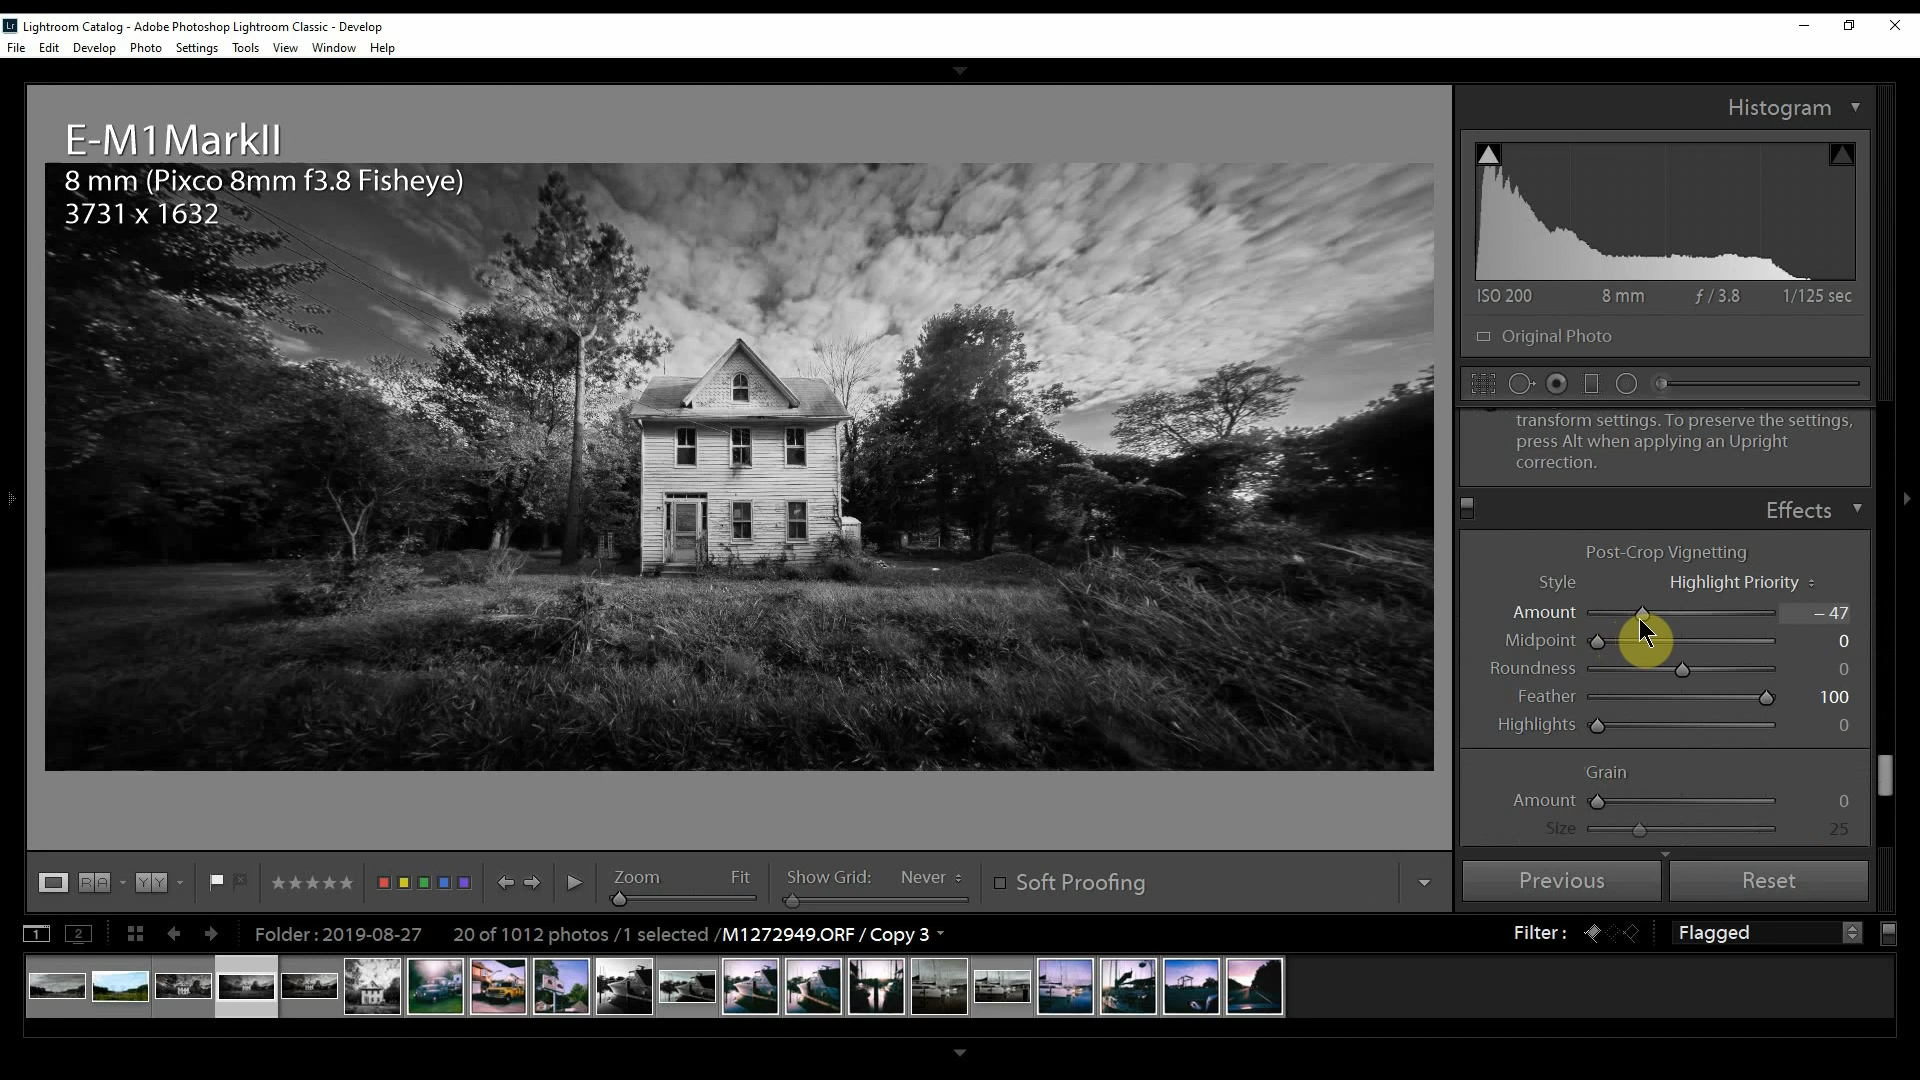 Lr Lightroom Catalog - Adobe Photoshop Lightroom Classic - Develop
File Edit Develop Photo Settings Tools View Window Help
E-M1MarkII
8 mm (Pixco 8mm f3.8 Fisheye)
3731 x 1632
Histogram
ISO 200 8 mm ƒ / 3.8 1/125 sec
Original Photo
transform settings. To preserve the settings,
press Alt when applying an Upright
correction.
Effects
Post-Crop Vignetting
Style Highlight Priority
Amount – 47
Midpoint 0
Roundness 0
Feather 100
Highlights 0
Grain
Amount 0
Size 25
R A Y Y Zoom Fit Show Grid: Never Soft Proofing
Previous Reset
1 2 Folder : 2019-08-27 20 of 1012 photos / 1 selected / M1272949.ORF / Copy 3 Filter : Flagged